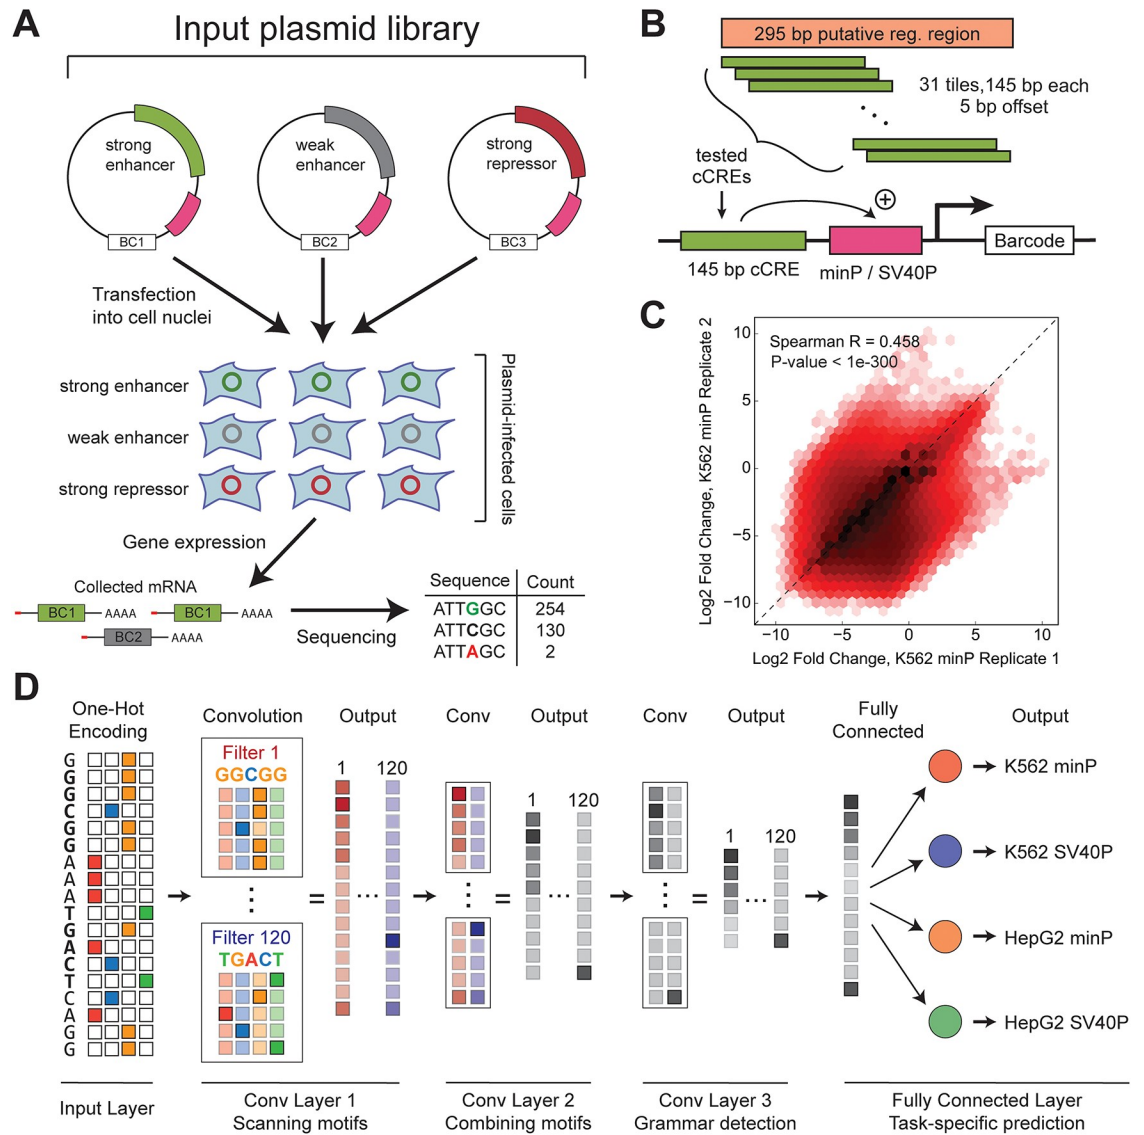 A
Input plasmid library
strong
enhancer
weak
enhancer
strong
repressor
BC1
BC2
BC3
Transfection
into cell nuclei
strong enhancer
weak enhancer
strong repressor
Plasmid-infected cells
Gene expression
Collected mRNA
BC1
AAAA
BC1
AAAA
BC2
AAAA
Sequencing
Sequence Count
ATTGGC 254
ATTCGC 130
ATTAGC 2
B
295 bp putative reg. region
31 tiles,145 bp each
5 bp offset
tested
cCREs
+
145 bp cCRE
minP / SV40P
Barcode
C
Spearman R = 0.458
P-value < 1e-300
Log2 Fold Change, K562 minP Replicate 2
10
5
0
−5
−10
−10 −5 0 5 10
Log2 Fold Change, K562 minP Replicate 1
D
One-Hot
Encoding
G
G
G
C
G
G
A
A
A
T
G
A
C
T
C
A
G
G
Input Layer
Convolution
Filter 1
GGCGG
Filter 120
TGACT
Output
1 120
=
Conv Layer 1
Scanning motifs
Conv
=
Output
1 120
Conv Layer 2
Combining motifs
Conv
=
Output
1 120
Conv Layer 3
Grammar detection
Fully
Connected
Output
K562 minP
K562 SV40P
HepG2 minP
HepG2 SV40P
Fully Connected Layer
Task-specific prediction